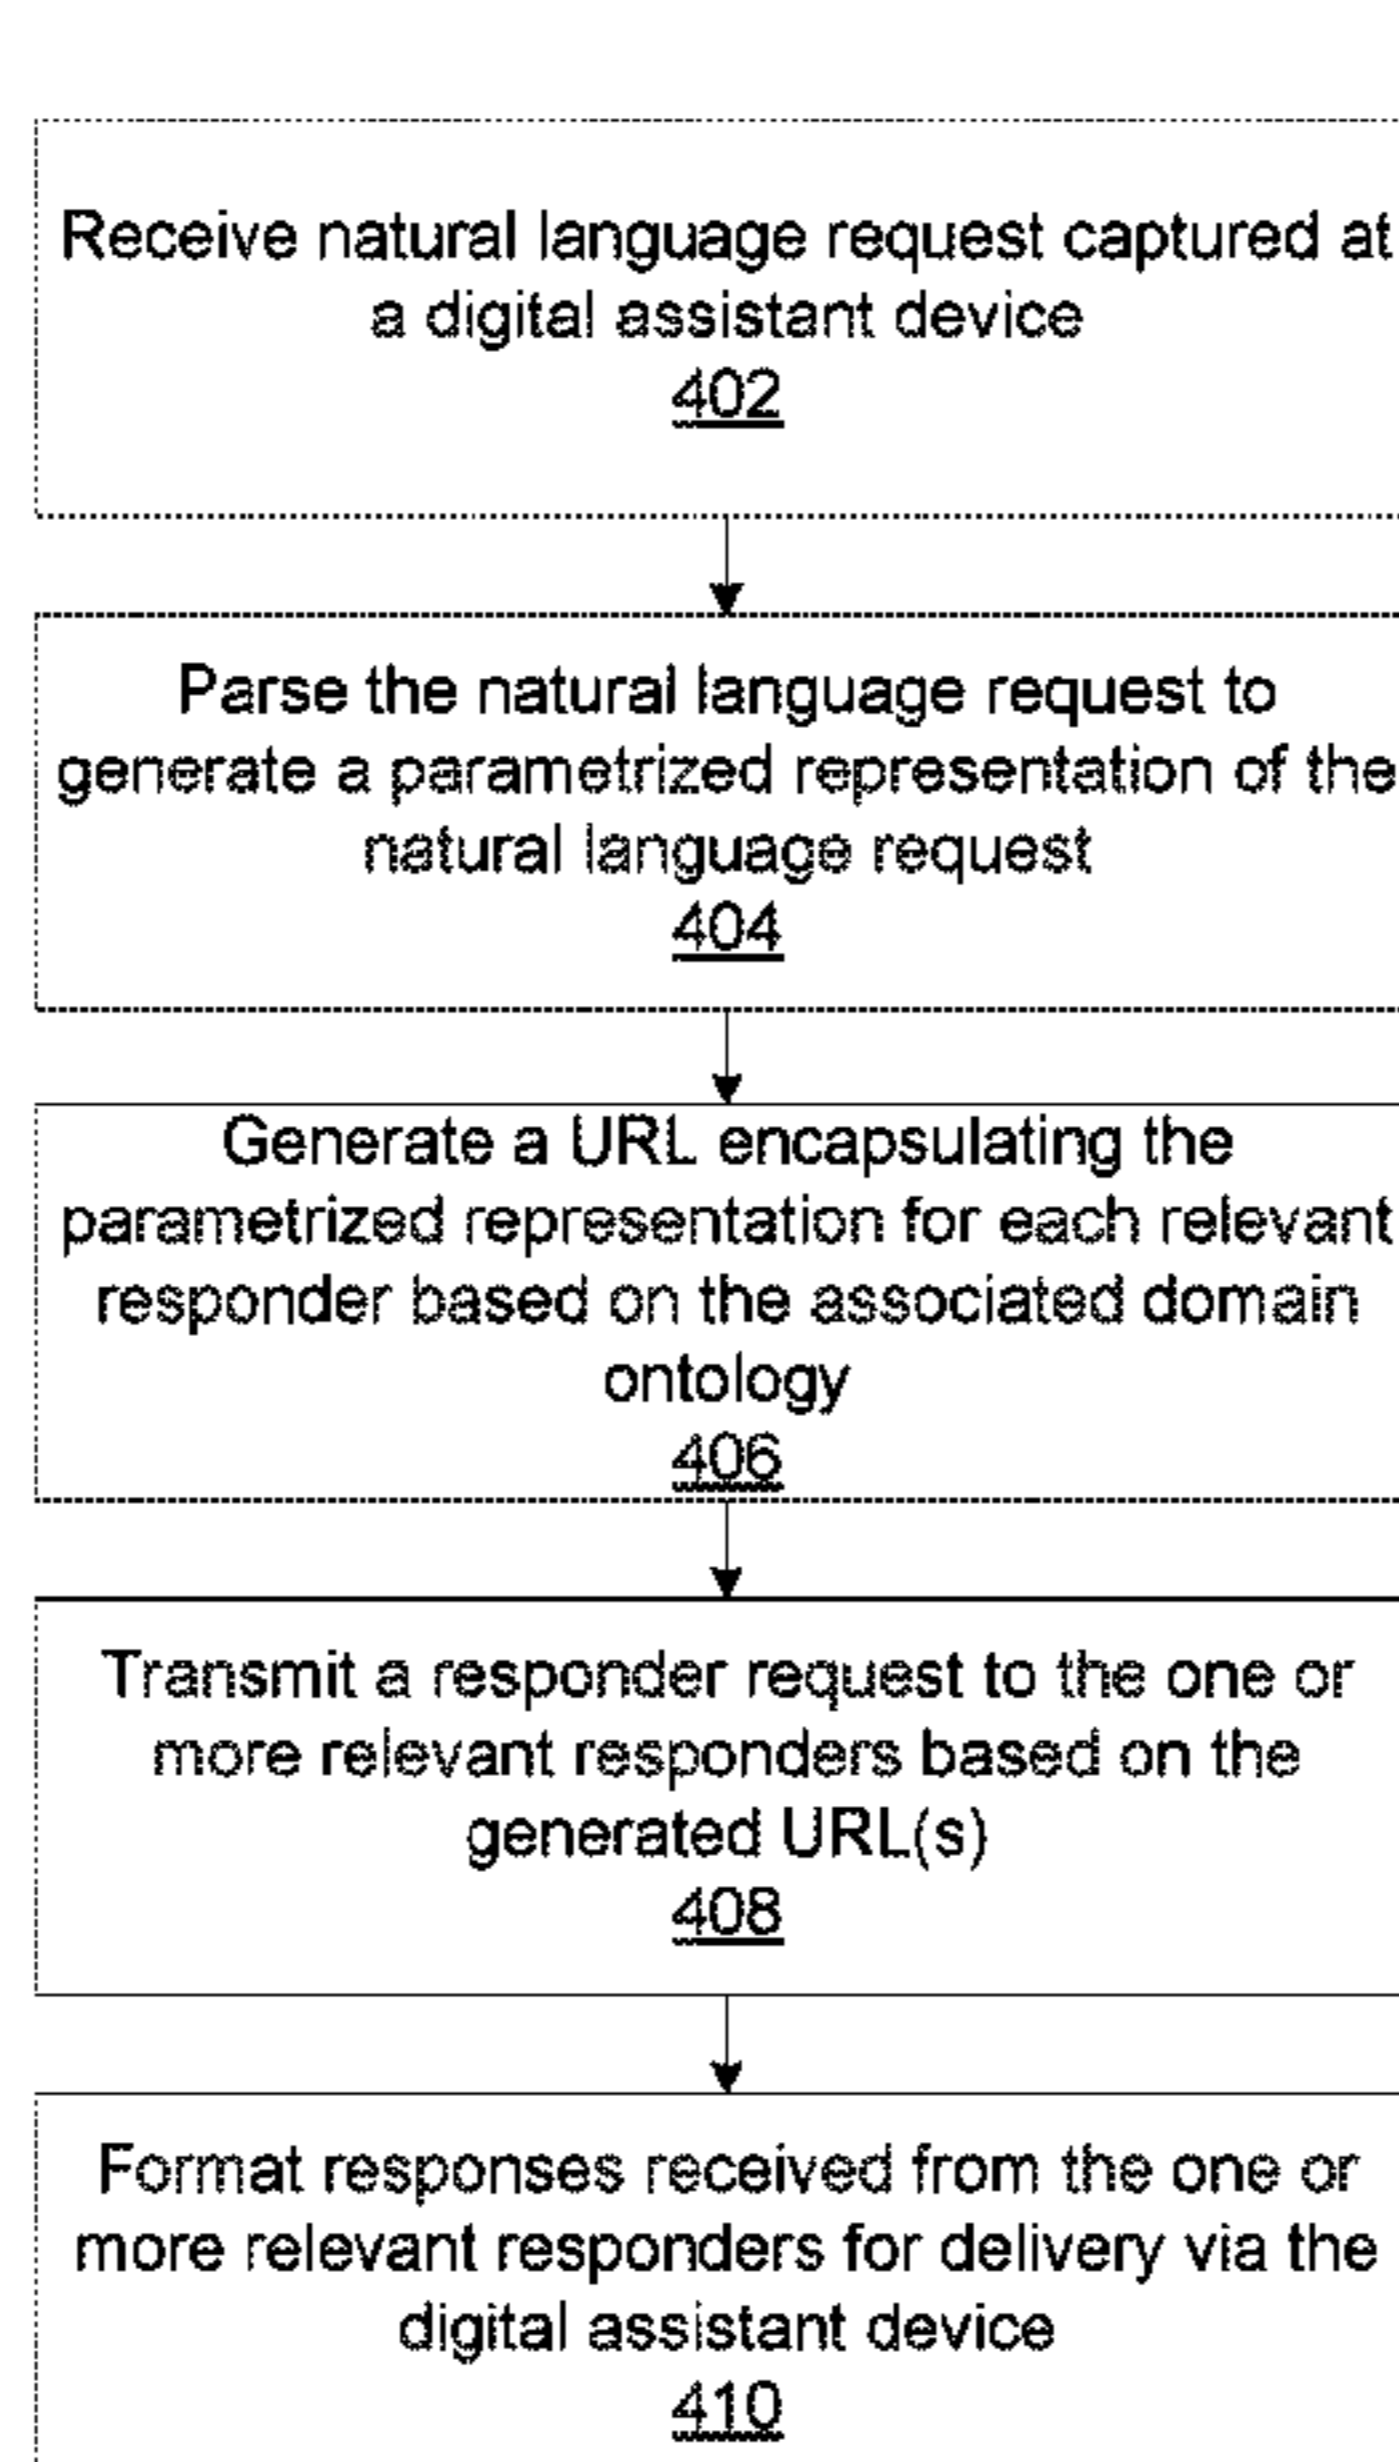 Receive natural language request captured at
a digital assistant device
402
Parse the natural language request to
generate a parametrized representation of the
natural language request
404
Generate a URL encapsulating the
parametrized representation for each relevant
responder based on the associated domain
ontology
406
Transmit a responder request to the one or
more relevant responders based on the
generated URL(s)
408
Format responses received from the one or
more relevant responders for delivery via the
digital assistant device
410